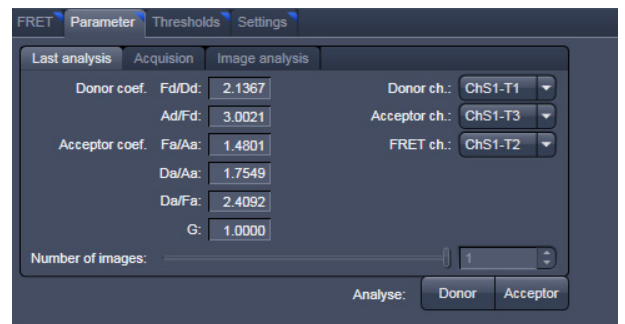 FRET Parameter Thresholds Settings
Last analysis Acquision Image analysis
Donor coef. Fd/Dd: 2.1367 Donor ch.: ChS1-T1
Ad/Fd: 3.0021 Acceptor ch.: ChS1-T3
Acceptor coef. Fa/Aa: 1.4801 FRET ch.: ChS1-T2
Da/Aa: 1.7549
Da/Fa: 2.4092
G: 1.0000
Number of images: 1
Analyse: Donor Acceptor